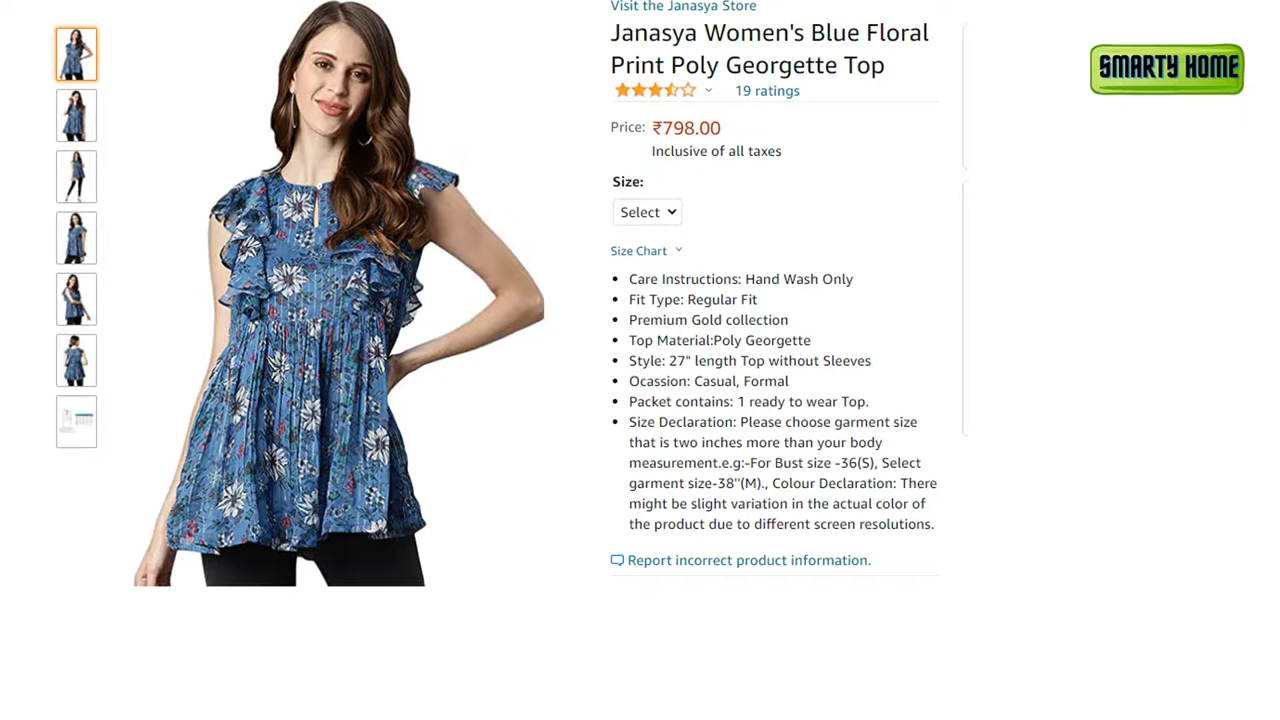 Visit the Janasya Store
Janasya Women's Blue Floral
Print Poly Georgette Top
19 ratings
Price: ₹798.00
Inclusive of all taxes
Size:
Select
Size Chart
Care Instructions: Hand Wash Only
Fit Type: Regular Fit
Premium Gold collection
Top Material:Poly Georgette
Style: 27" length Top without Sleeves
Ocassion: Casual, Formal
Packet contains: 1 ready to wear Top.
Size Declaration: Please choose garment size
that is two inches more than your body
measurement.e.g:-For Bust size -36(S), Select
garment size-38''(M)., Colour Declaration: There
might be slight variation in the actual color of
the product due to different screen resolutions.
Report incorrect product information.
SMARTY HOME